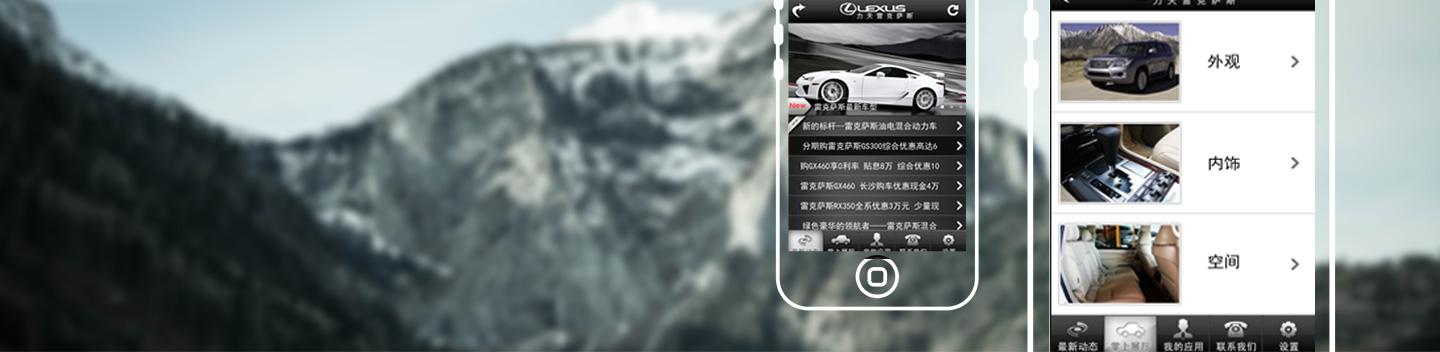 LEXUS
力天雷克萨斯
New
雷克萨斯最新车型
新的标杆--雷克萨斯油电混合动力车
分期购雷克萨斯GS300综合优惠高达6
购GX460享0利率 贴息8万 综合优惠10
雷克萨斯GX460 长沙购车优惠现金4万
雷克萨斯RX350全系优惠3万元 少量现
绿色豪华的领航者——雷克萨斯混合
力天雷克萨斯
外观
内饰
空间
最新动态
掌上展厅
我的应用
联系我们
设置